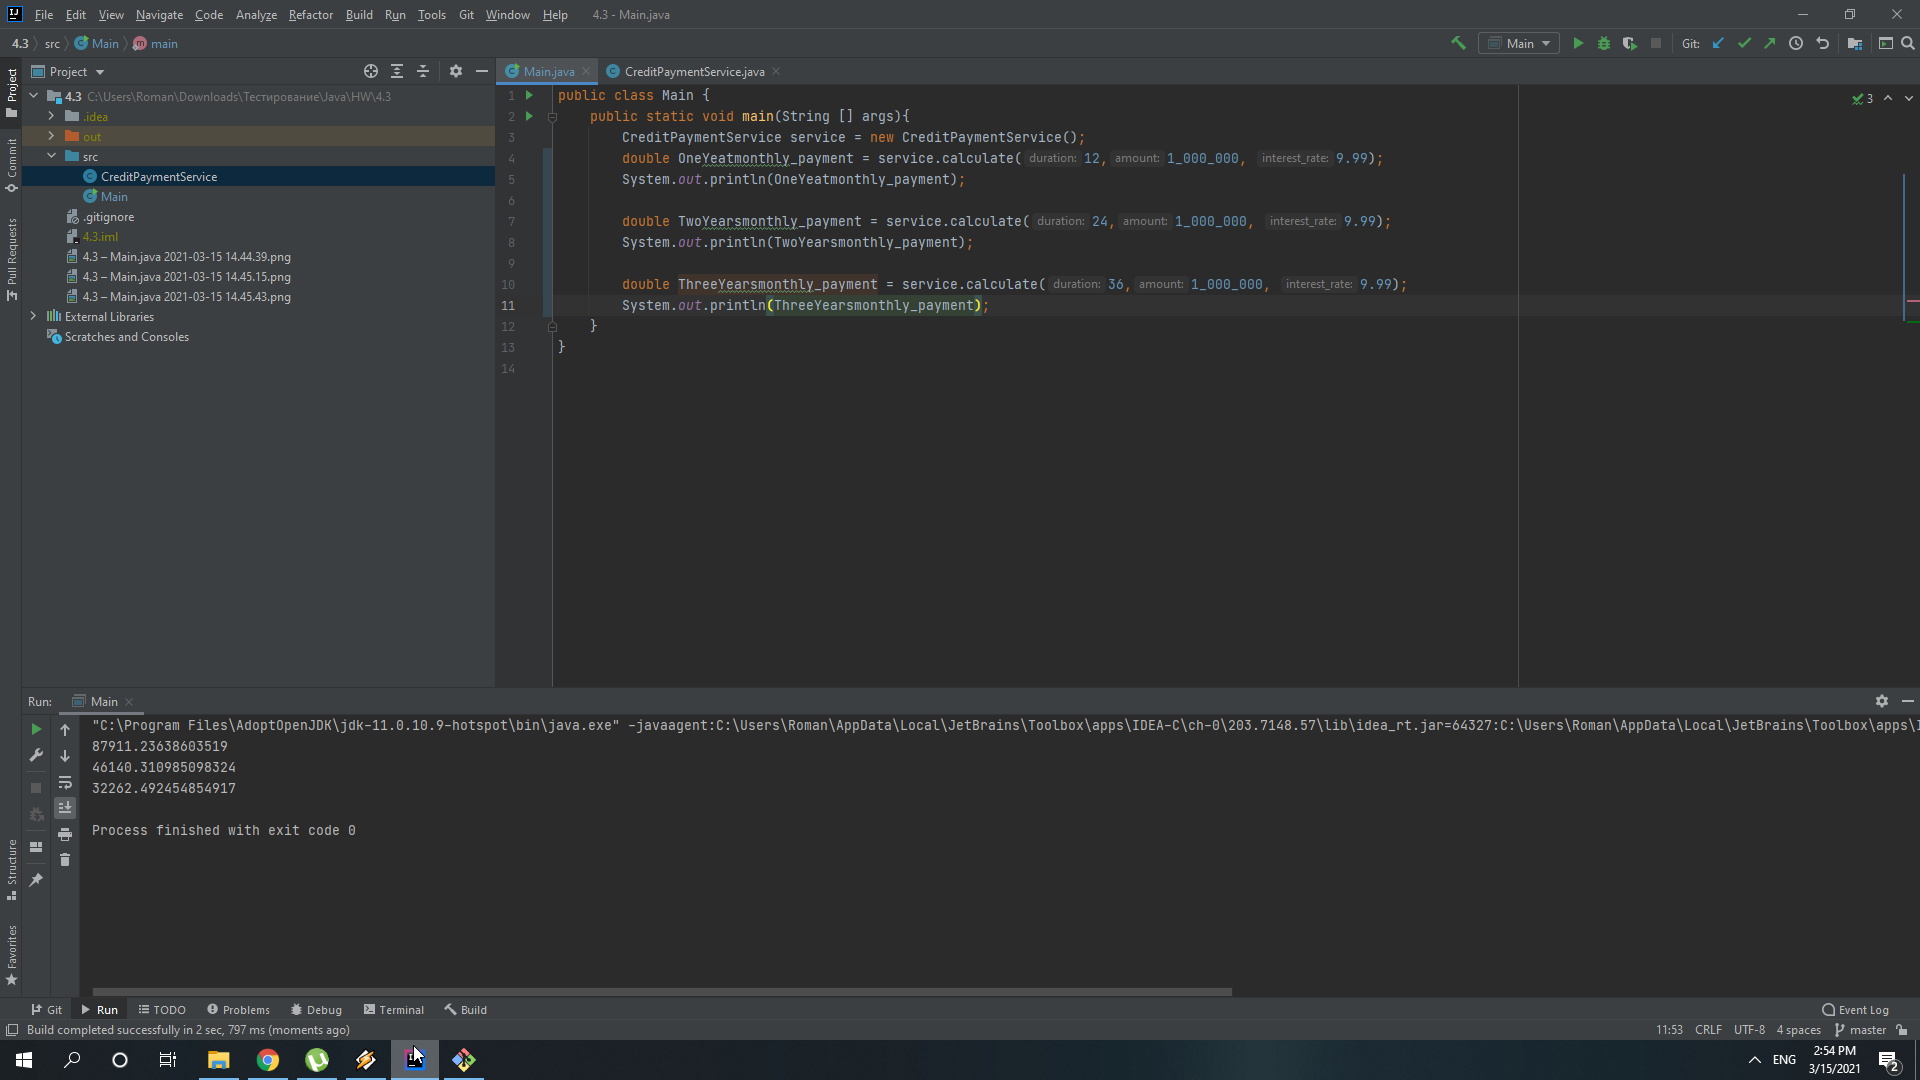 File Edit View Navigate Code Analyze Refactor Build Run Tools Git Window Help 4.3 - Main.java
4.3 src Main main
Main Git:
Project
Main.java CreditPaymentService.java
4.3 C:\Users\Roman\Downloads\Тестирование\Java\HW\4.3
.idea
out
src
CreditPaymentService
Main
.gitignore
4.3.iml
4.3 – Main.java 2021-03-15 14.44.39.png
4.3 – Main.java 2021-03-15 14.45.15.png
4.3 – Main.java 2021-03-15 14.45.43.png
External Libraries
Scratches and Consoles
Project
Commit
Pull Requests
Structure
Favorites
1 public class Main {
2 public static void main(String [] args){
3 CreditPaymentService service = new CreditPaymentService();
4 double OneYeatmonthly_payment = service.calculate( duration: 12, amount: 1_000_000, interest_rate: 9.99);
5 System.out.println(OneYeatmonthly_payment);
6
7 double TwoYearsmonthly_payment = service.calculate( duration: 24, amount: 1_000_000, interest_rate: 9.99);
8 System.out.println(TwoYearsmonthly_payment);
9
10 double ThreeYearsmonthly_payment = service.calculate( duration: 36, amount: 1_000_000, interest_rate: 9.99);
11 System.out.println(ThreeYearsmonthly_payment);
12 }
13 }
14
3
Run: Main
"C:\Program Files\AdoptOpenJDK\jdk-11.0.10.9-hotspot\bin\java.exe" -javaagent:C:\Users\Roman\AppData\Local\JetBrains\Toolbox\apps\IDEA-C\ch-0\203.7148.57\lib\idea_rt.jar=64327:C:\Users\Roman\AppData\Local\JetBrains\Toolbox\apps\
87911.23638603519
46140.310985098324
32262.492454854917
Process finished with exit code 0
Git Run TODO Problems Debug Terminal Build Event Log
Build completed successfully in 2 sec, 797 ms (moments ago) 11:53 CRLF UTF-8 4 spaces master
ENG
2:54 PM
3/15/2021
2